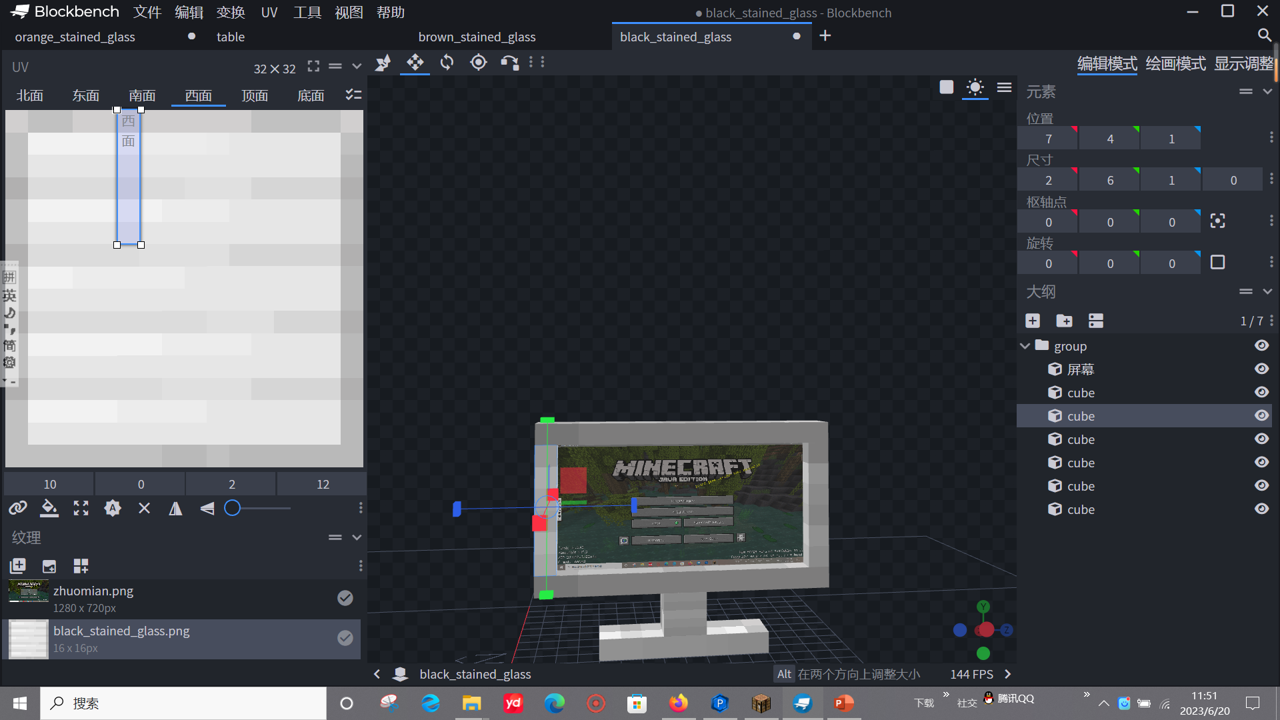 Blockbench 文件 编辑 变换 UV 工具 视图 帮助
black_stained_glass - Blockbench
orange_stained_glass table brown_stained_glass black_stained_glass +
UV 32×32
编辑模式 绘画模式 显示调整
北面 东面 南面 西面 顶面 面
西
面
拼
英
简
10 0 2 12
纹理
zhuomian.png
1280 x 720px
black_stained_glass.png
16 x 16px
元素
位置
7 4 1
尺寸
2 6 1 0
枢轴点
0 0 0
旋转
0 0 0
大纲
1 / 7
group
屏幕
cube
cube
cube
cube
cube
cube
MINECRAFT
JAVA EDITION
Y
Z
black_stained_glass
Alt 在两个方向上调整大小 144 FPS
搜索
yd
下载 社交 腾讯QQ
11:51
2023/6/20